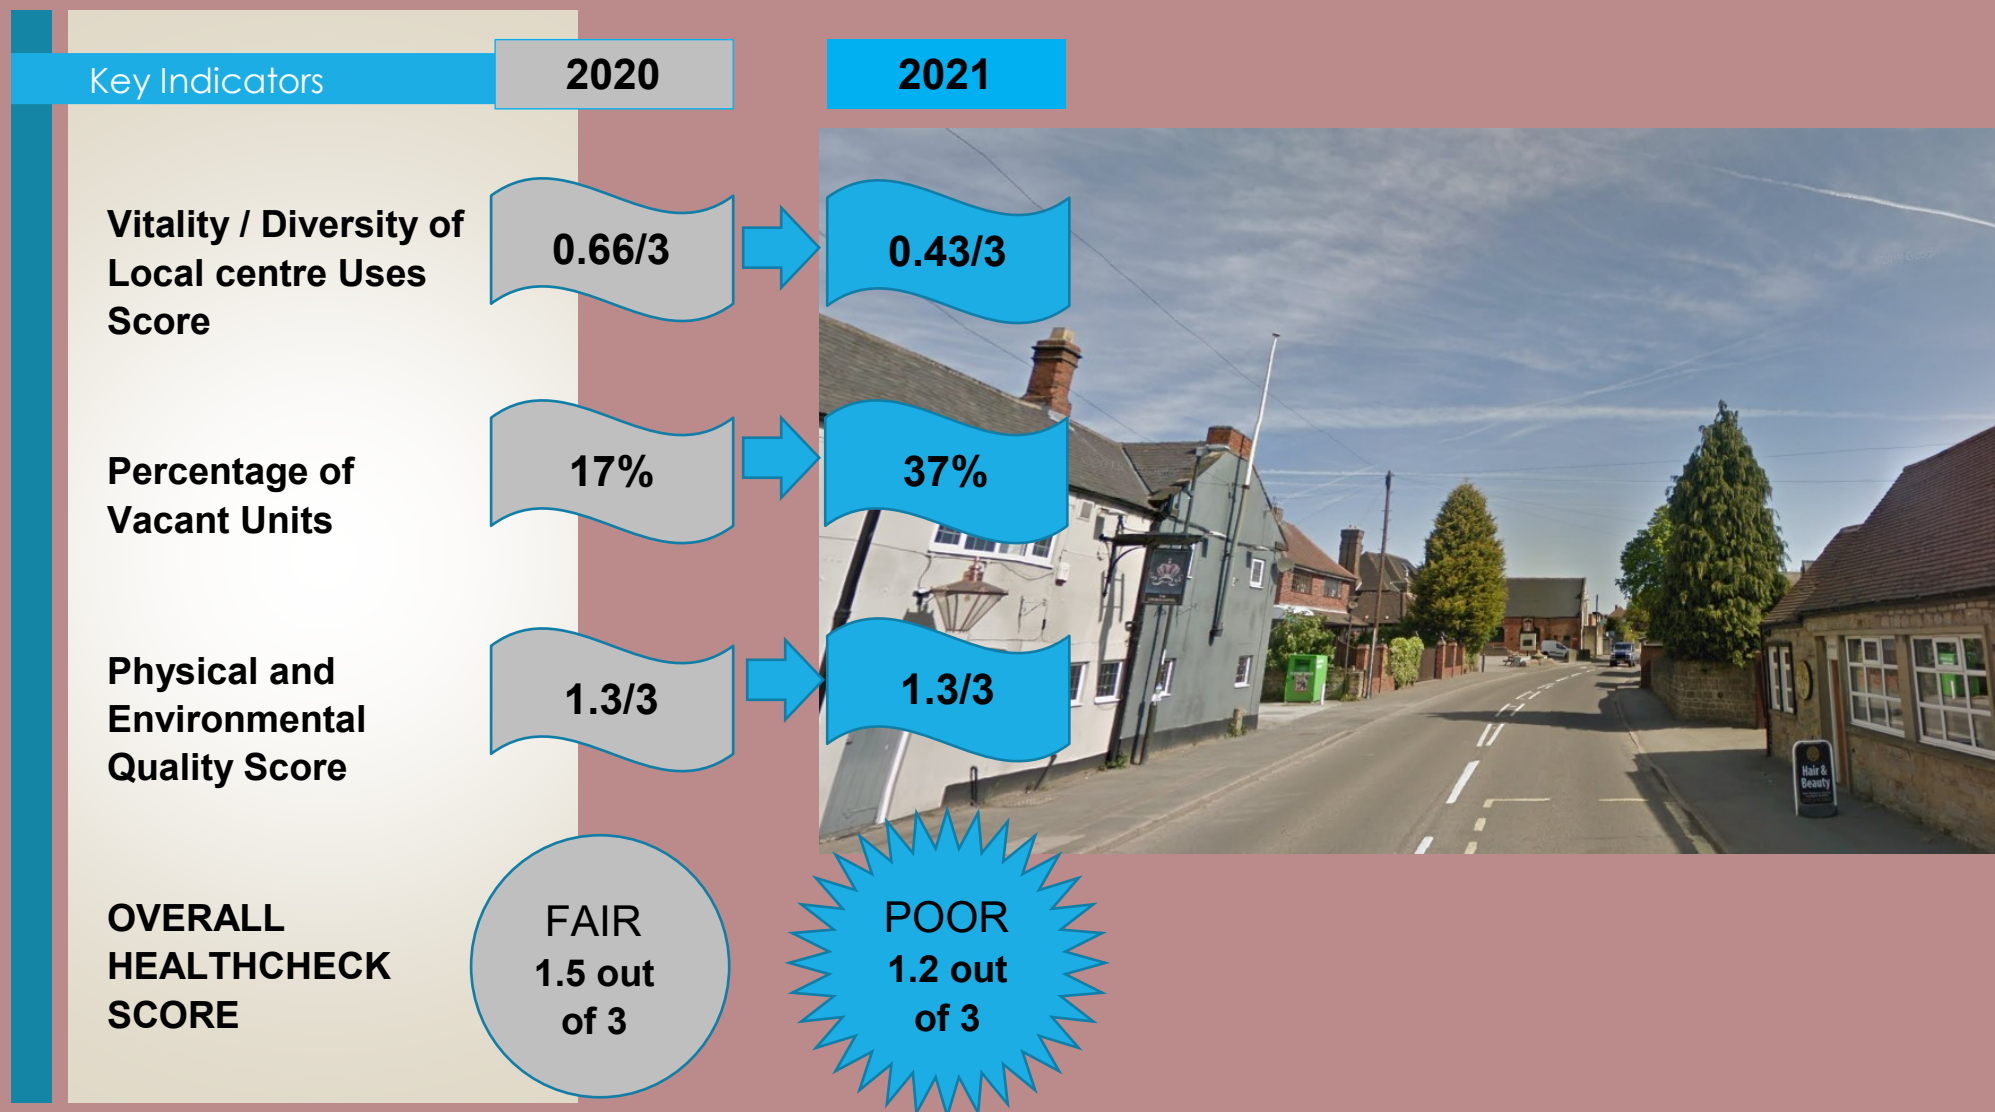 Key Indicators
2020
2021
Vitality / Diversity of
Local centre Uses
Score
0.66/3
0.43/3
Percentage of
Vacant Units
17%
37%
Physical and
Environmental
Quality Score
1.3/3
1.3/3
Hair &
Beauty
OVERALL
HEALTHCHECK
SCORE
FAIR
1.5 out
of 3
POOR
1.2 out
of 3